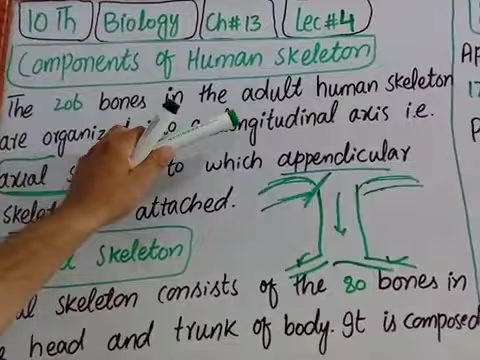 10 Th Biology Ch#13 Lec#4
Components of Human Skeleton
The 206 bones in the adult human skeleton
are longitudinal axis i.e.
axial to which appendicular
attached.
Skeleton
skeleton consists of the 80 bones in
head and trunk of body. It is composed